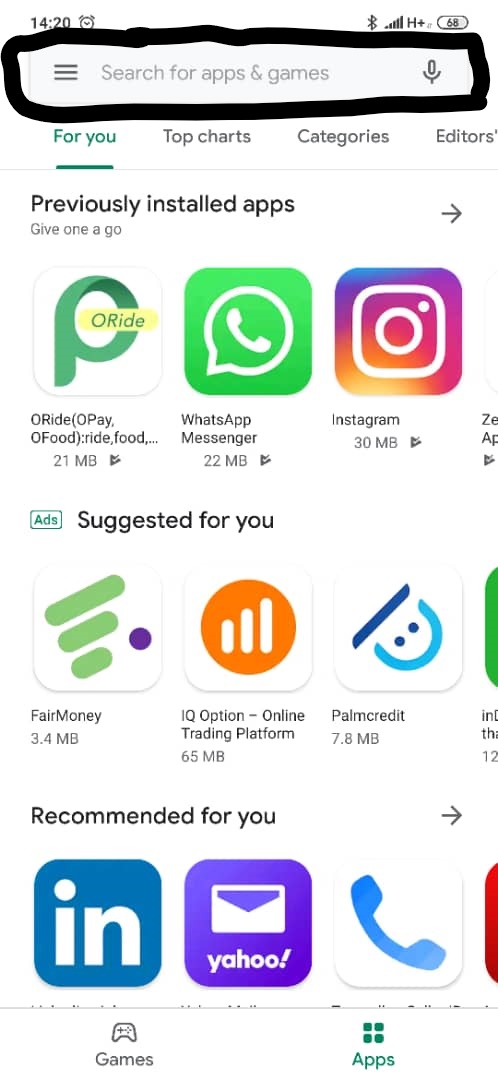 14:20 H+ 68
Search for apps & games
For you Top charts Categories Editors'
Previously installed apps
Give one a go
ORide
ORide(OPay, WhatsApp Instagram Ze
OFood):ride,food,... Messenger 30 MB Ap
21 MB 22 MB
Ads Suggested for you
FairMoney IQ Option – Online Palmcredit inD
3.4 MB Trading Platform 7.8 MB tha
65 MB 12
Recommended for you
in yahoo!
Games Apps